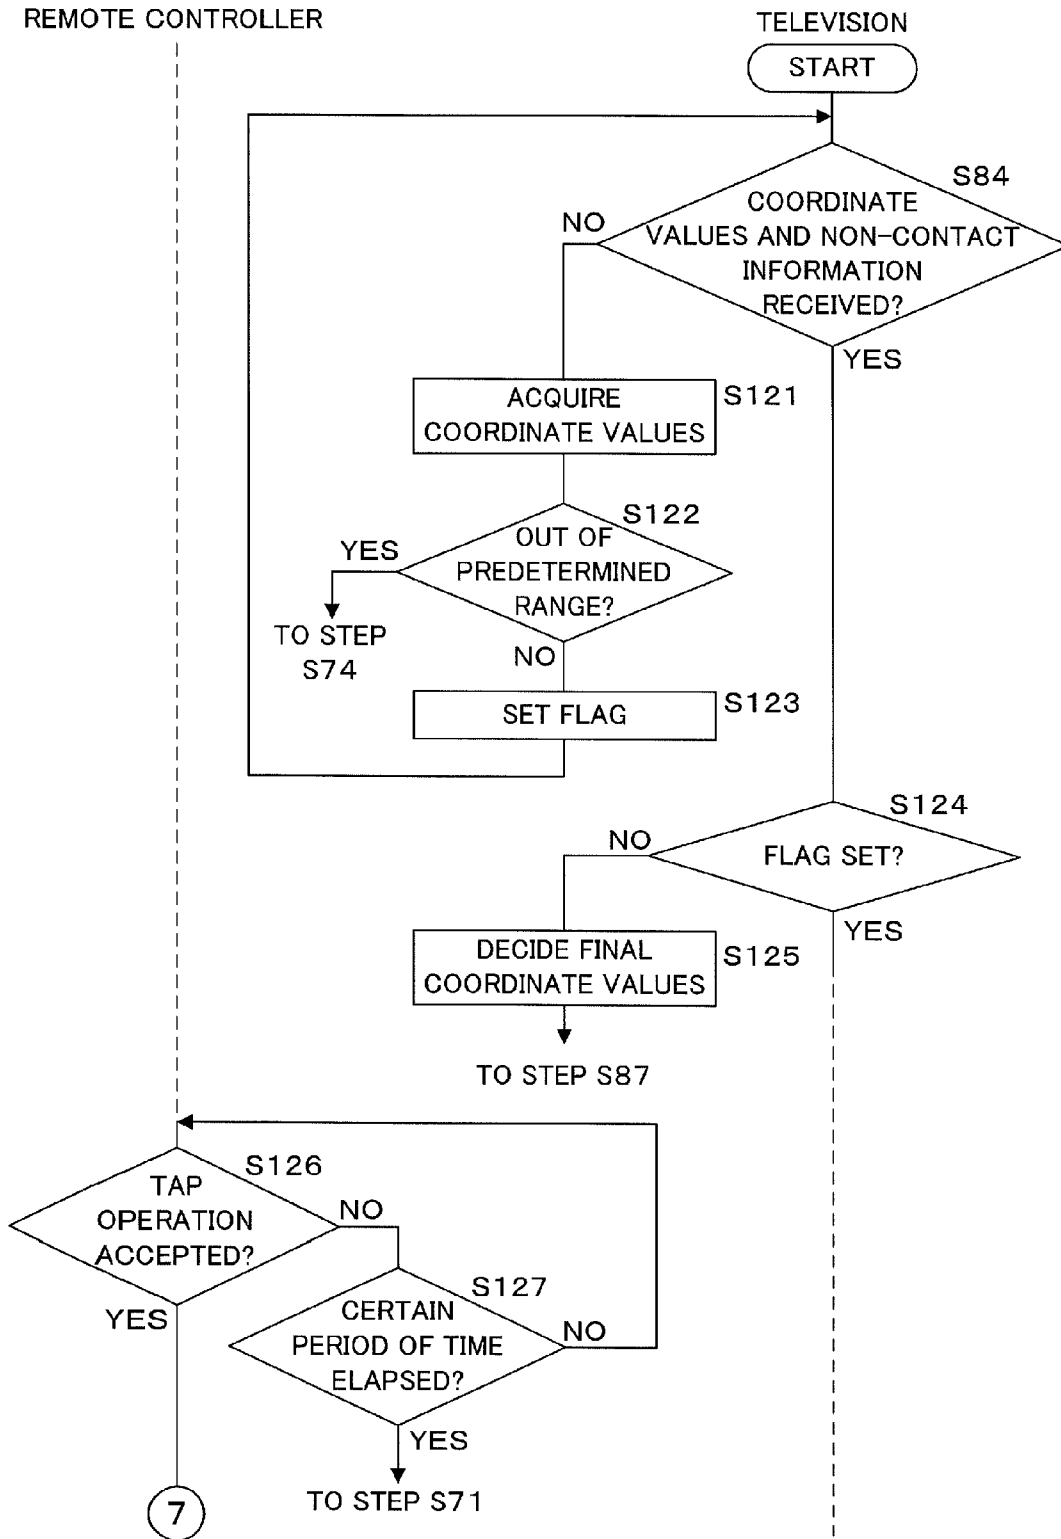 REMOTE CONTROLLER
TELEVISION
START
S84
COORDINATE
VALUES AND NON-CONTACT
INFORMATION
RECEIVED?
NO
YES
ACQUIRE
COORDINATE VALUES
S121
S122
OUT OF
PREDETERMINED
RANGE?
YES
TO STEP
S74
NO
SET FLAG
S123
S124
FLAG SET?
NO
YES
DECIDE FINAL
COORDINATE VALUES
S125
TO STEP S87
S126
TAP
OPERATION
ACCEPTED?
NO
YES
S127
CERTAIN
PERIOD OF TIME
ELAPSED?
NO
YES
TO STEP S71
7